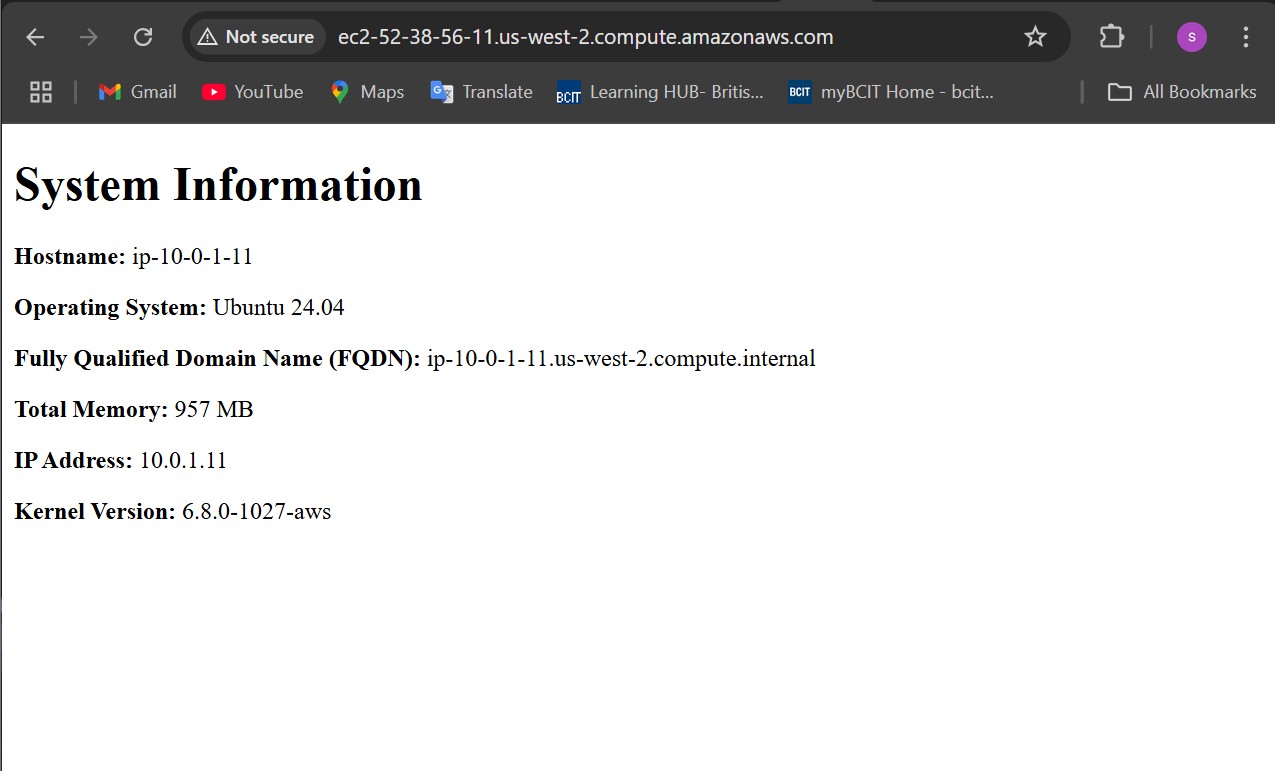 Not secure ec2-52-38-56-11.us-west-2.compute.amazonaws.com S
Gmail YouTube Maps Translate BCIT Learning HUB- Britis... BCIT myBCIT Home - bcit... All Bookmarks
System Information
Hostname: ip-10-0-1-11
Operating System: Ubuntu 24.04
Fully Qualified Domain Name (FQDN): ip-10-0-1-11.us-west-2.compute.internal
Total Memory: 957 MB
IP Address: 10.0.1.11
Kernel Version: 6.8.0-1027-aws